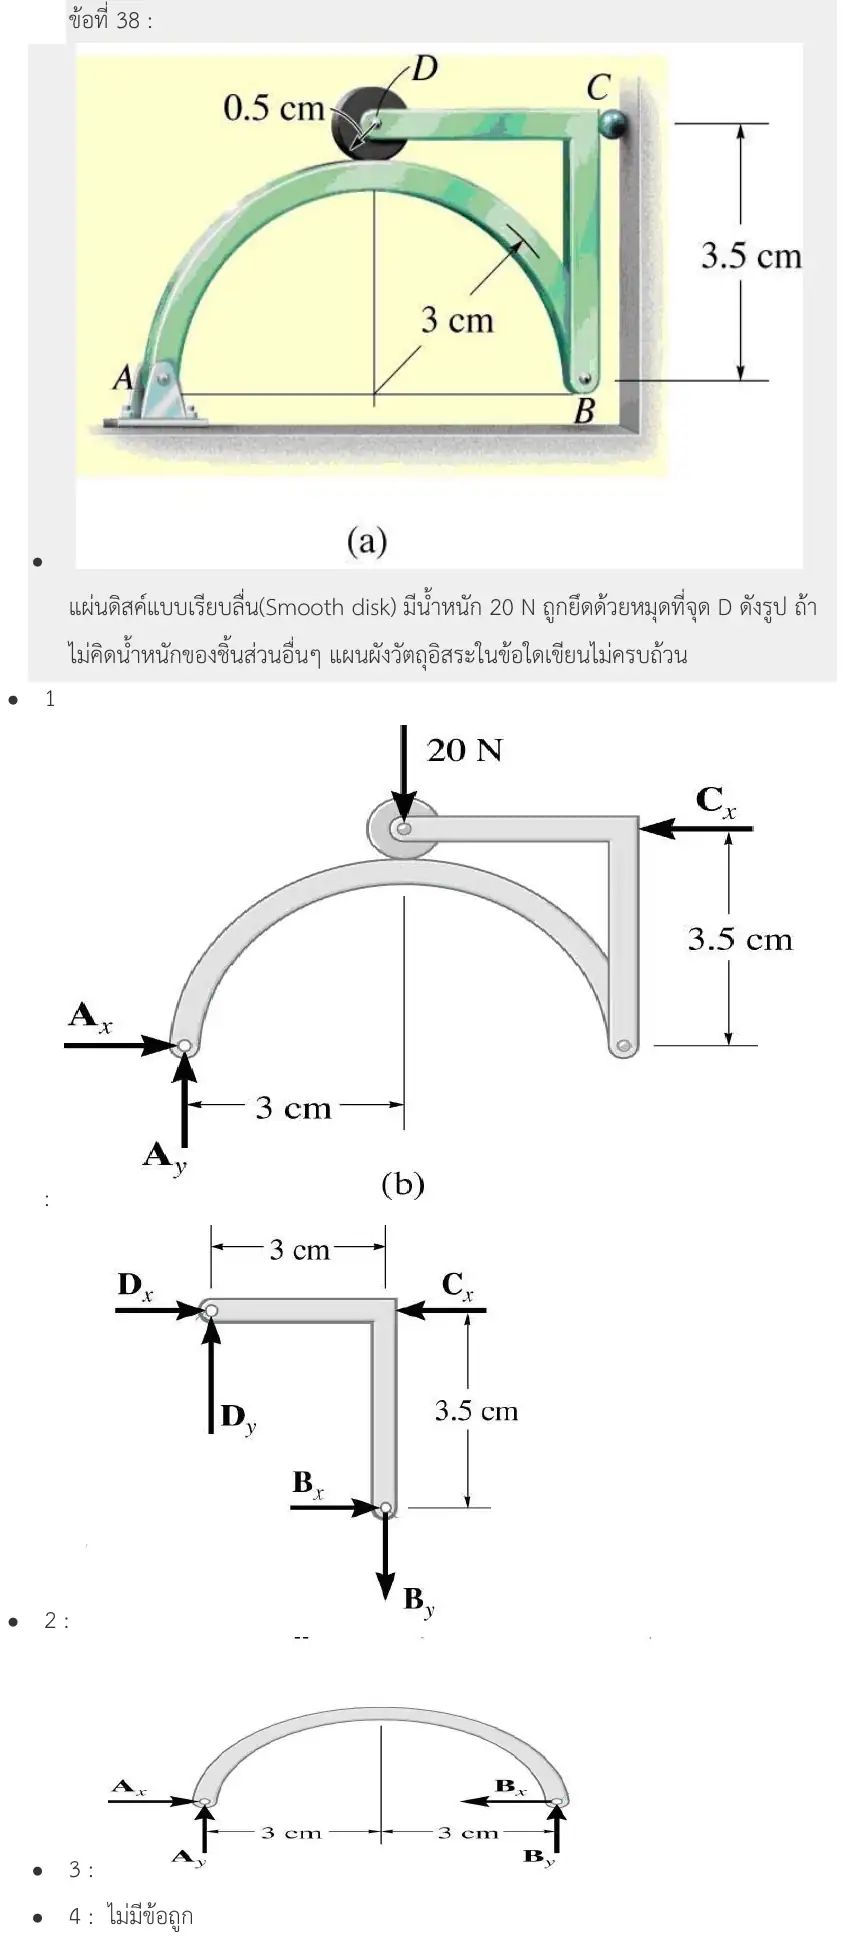 ข้อที่ 38 :
D
0.5 cm
C
3.5 cm
3 cm
A
B
(a)
แผ่นดิสค์แบบเรียบลื่น(Smooth disk) มีน้ำหนัก 20 N ถูกยึดด้วยหมุดที่จุด D ดังรูป ถ้า
ไม่คิดน้ำหนักของชิ้นส่วนอื่นๆ แผนผังวัตถุอิสระในข้อใดเขียนไม่ครบถ้วน
1
20 N
Cx
3.5 cm
Ax
3 cm
Ay
(b)
:
3 cm
Dx
Cx
Dy
3.5 cm
Bx
By
2 :
Ax
Bx
3 cm
3 cm
Ay
By
3 :
4 : ไม่มีข้อถูก